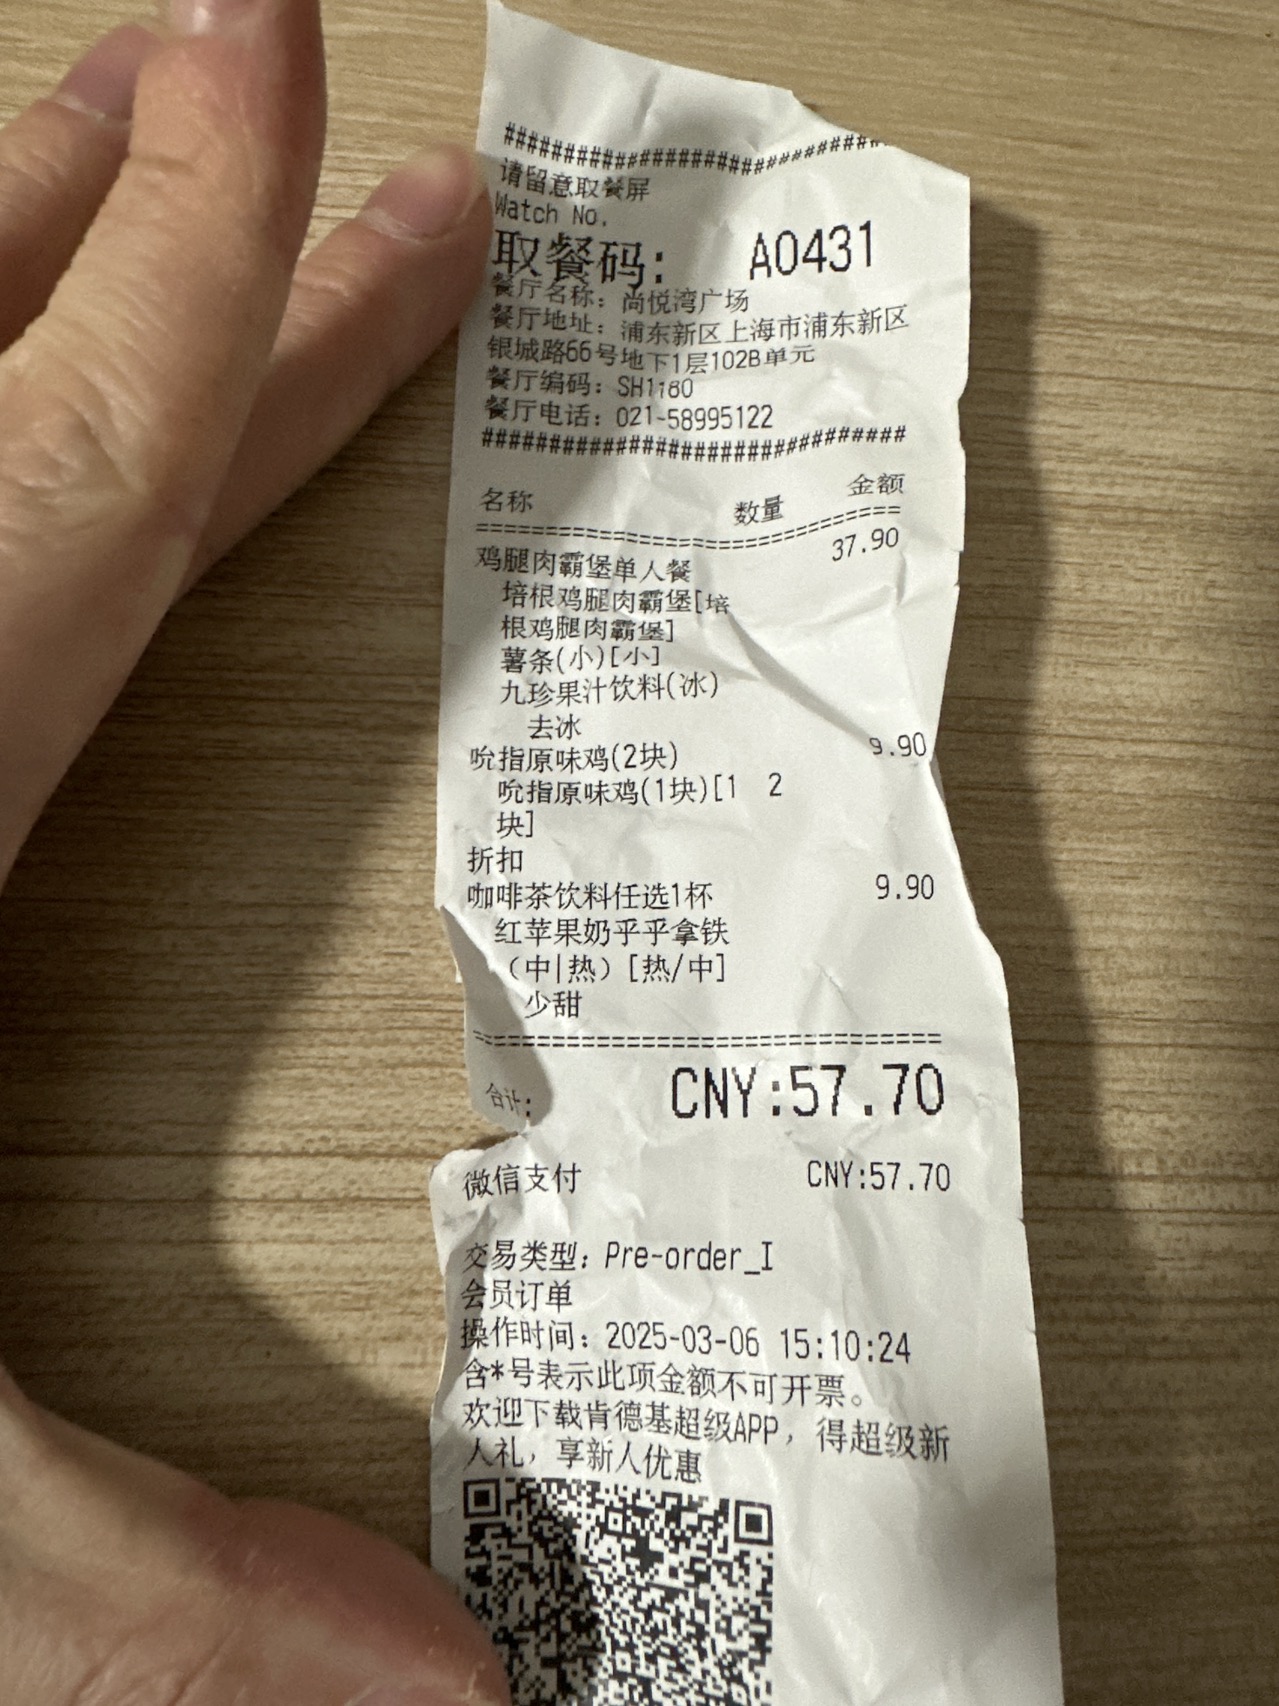 ##################################
请留意取餐屏
Watch No.
取餐码: A0431
餐厅名称: 尚悦湾广场
餐厅地址: 浦东新区上海市浦东新区
银城路66号地下1层102B单元
餐厅编码: SH1180
餐厅电话: 021-58995122
##################################
名称 数量 金额
==================================
鸡腿肉霸堡单人餐 37.90
培根鸡腿肉霸堡[培
根鸡腿肉霸堡]
薯条(小)[小]
九珍果汁饮料(冰)
去冰
吮指原味鸡(2块) 9.90
吮指原味鸡(1块)[1 2
块]
折扣
咖啡茶饮料任选1杯 9.90
红苹果奶乎乎拿铁
（中|热）[热/中]
少甜
==================================
合计: CNY:57.70
微信支付 CNY:57.70
交易类型: Pre-order_I
会员订单
操作时间: 2025-03-06 15:10:24
含*号表示此项金额不可开票。
欢迎下载肯德基超级APP，得超级新
人礼，享新人优惠